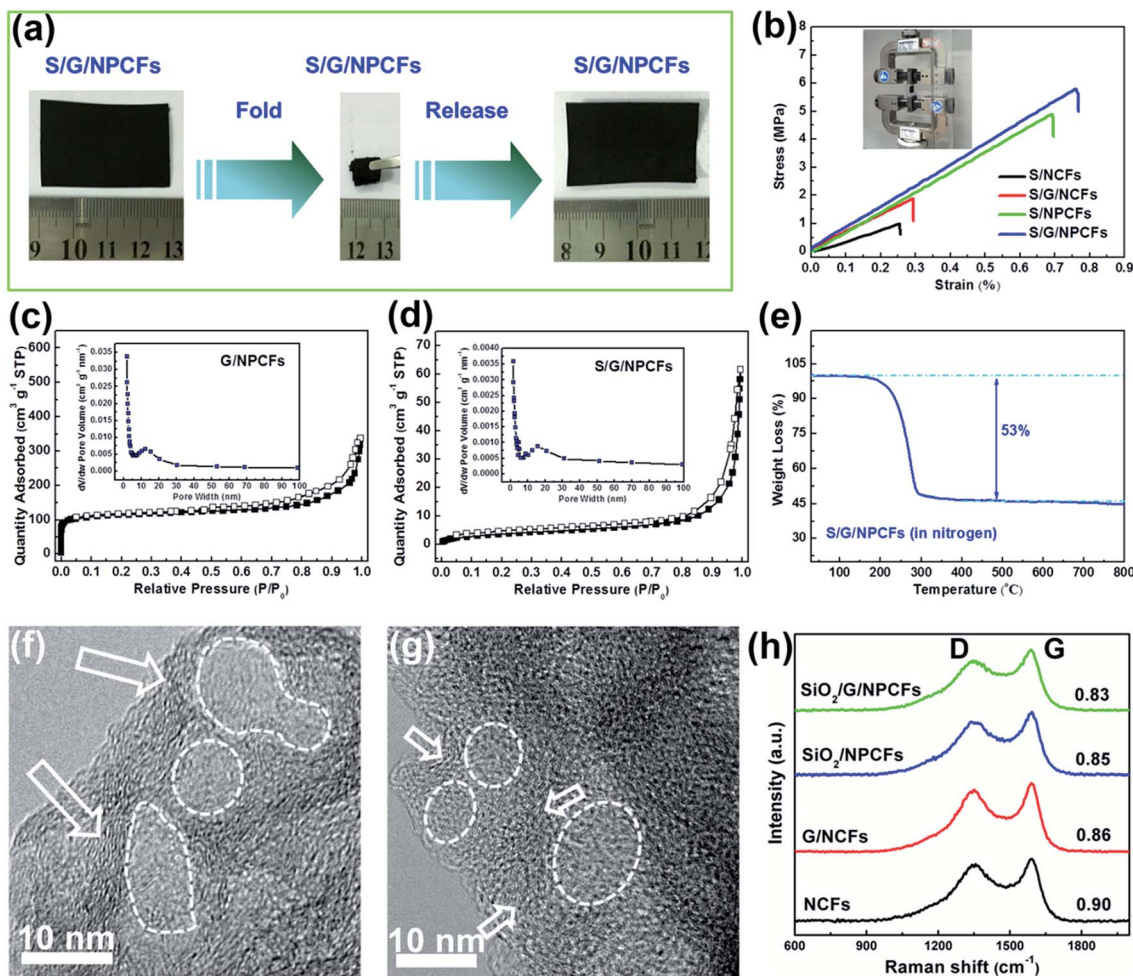 (a)
S/G/NPCFs
S/G/NPCFs
S/G/NPCFs
Fold
Release
9 10 11 12 13
mm
12 13
8 9 10 11 12
mm
(b)
Stress (MPa)
8
7
6
5
4
3
2
1
0
S/NCFs
S/G/NCFs
S/NPCFs
S/G/NPCFs
0.0 0.1 0.2 0.3 0.4 0.5 0.6 0.7 0.8 0.9
Strain (%)
(c)
Quantity Adsorbed (cm³ g⁻¹ STP)
600
500
400
300
200
100
0
G/NPCFs
dV/dw Pore Volume (cm³ g⁻¹ nm⁻¹)
0.035
0.030
0.025
0.020
0.015
0.010
0.005
0.000
0 10 20 30 40 50 60 70 80 90 100
Pore Width (nm)
0.0 0.1 0.2 0.3 0.4 0.5 0.6 0.7 0.8 0.9 1.0
Relative Pressure (P/P₀)
(d)
Quantity Adsorbed (cm³ g⁻¹ STP)
70
60
50
40
30
20
10
0
S/G/NPCFs
dV/dw Pore Volume (cm³ g⁻¹ nm⁻¹)
0.0040
0.0035
0.0030
0.0025
0.0020
0.0015
0.0010
0.0005
0.0000
0 10 20 30 40 50 60 70 80 90 100
Pore Width (nm)
0.0 0.1 0.2 0.3 0.4 0.5 0.6 0.7 0.8 0.9 1.0
Relative Pressure (P/P₀)
(e)
Weight Loss (%)
105
90
75
60
45
30
53%
S/G/NPCFs (in nitrogen)
100 200 300 400 500 600 700 800
Temperature (°C)
(f)
10 nm
(g)
10 nm
(h)
D G
Intensity (a.u.)
SiO₂/G/NPCFs 0.83
SiO₂/NPCFs 0.85
G/NCFs 0.86
NCFs 0.90
600 900 1200 1500 1800
Raman shift (cm⁻¹)